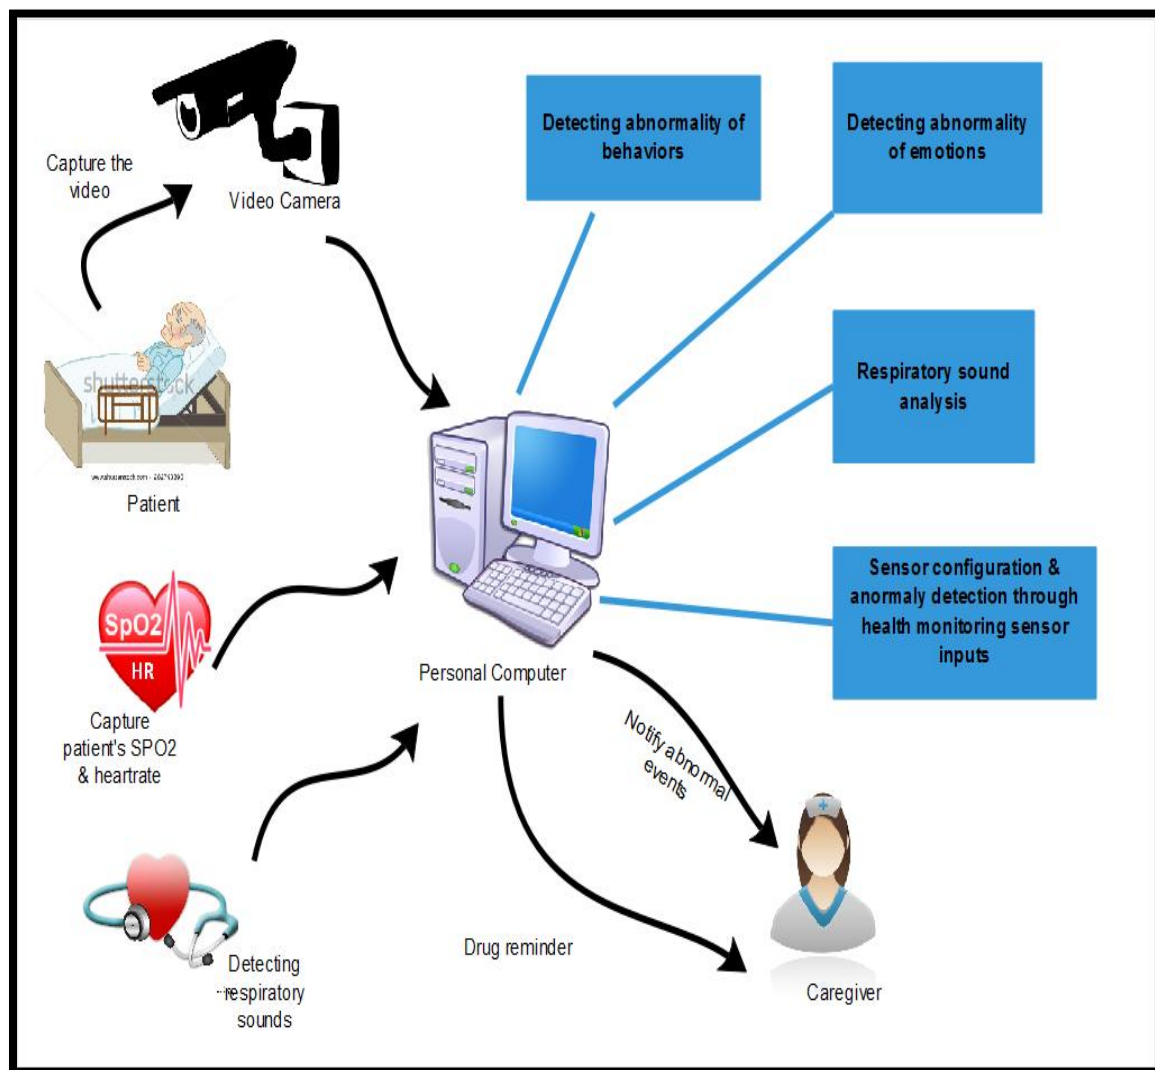 Capture the
video
Video Camera
Detecting abnormality of
behaviors
Detecting abnormality
of emotions
shutterstock
Patient
Respiratory sound
analysis
SpO2
HR
Capture
patient's SPO2
& heartrate
Personal Computer
Sensor configuration &
anormaly detection through
health monitoring sensor
inputs
Notify abnormal
events
Detecting
respiratory
sounds
Drug reminder
Caregiver